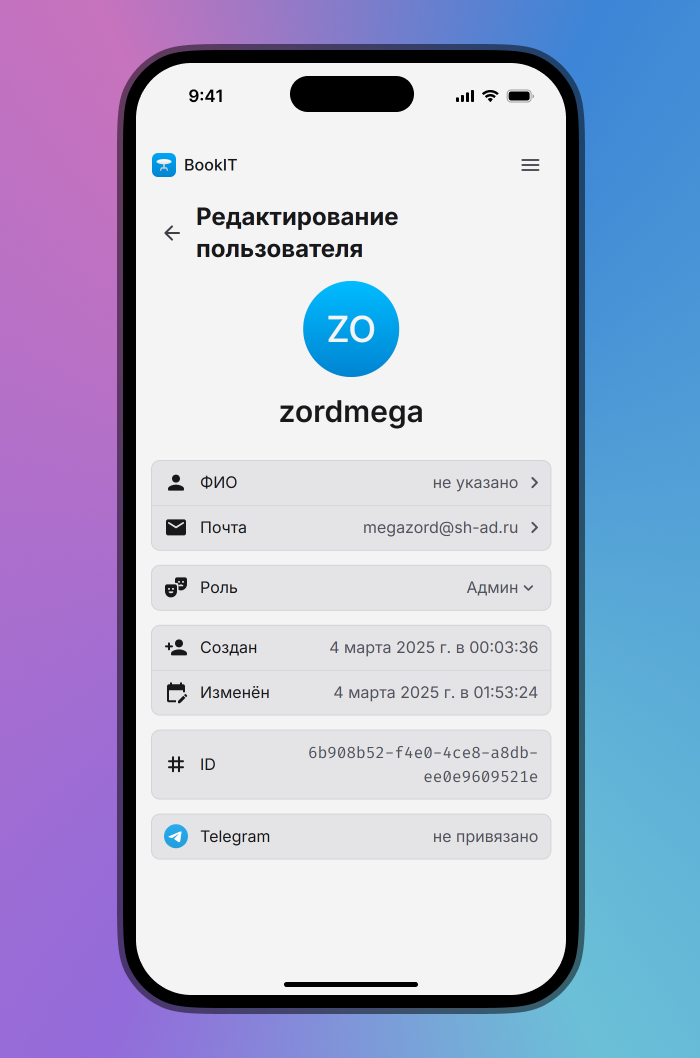 9:41
BookIT
Редактирование
пользователя
ZO
zordmega
ФИО не указано
Почта megazord@sh-ad.ru
Роль Админ
Создан 4 марта 2025 г. в 00:03:36
Изменён 4 марта 2025 г. в 01:53:24
ID 6b908b52-f4e0-4ce8-a8db-
ee0e9609521e
Telegram не привязано